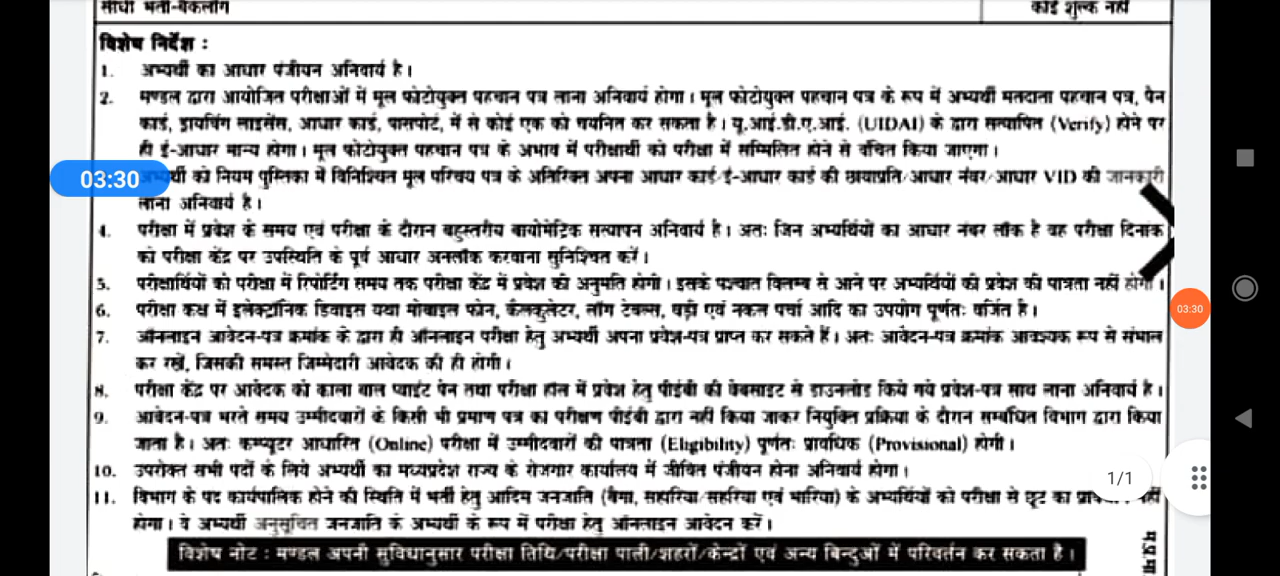 सीधी भर्ती-बैकलॉग कोई शुल्क नहीं
विशेष निर्देश :
1. अभ्यर्थी का आधार पंजीयन अनिवार्य है।
2. मण्डल द्वारा आयोजित परीक्षाओं में मूल फोटोयुक्त पहचान पत्र लाना अनिवार्य होगा। मूल फोटोयुक्त पहचान पत्र के रूप में अभ्यर्थी मतदाता पहचान पत्र, पैन
कार्ड, ड्रायविंग लाइसेंस, आधार कार्ड, पासपोर्ट, में से कोई एक को चयनित कर सकता है। यू.आई.डी.ए.आई. (UIDAI) के द्वारा सत्यापित (Verify) होने पर
ही ई-आधार मान्य होगा। मूल फोटोयुक्त पहचान पत्र के अभाव में परीक्षार्थी को परीक्षा में सम्मिलित होने से वंचित किया जाएगा।
03:30
अभ्यर्थी को नियम पुस्तिका में विनिश्चित मूल परिचय पत्र के अतिरिक्त अपना आधार कार्ड/ई-आधार कार्ड की छायाप्रति/आधार नंबर/आधार VID की जानकारी
लाना अनिवार्य है।
4. परीक्षा में प्रवेश के समय एवं परीक्षा के दौरान बहुस्तरीय बायोमेट्रिक सत्यापन अनिवार्य है। अतः जिन अभ्यर्थियों का आधार नंबर लॉक है वह परीक्षा दिनांक
को परीक्षा केंद्र पर उपस्थिति के पूर्व आधार अनलॉक करवाना सुनिश्चित करें।
5. परीक्षार्थियों को परीक्षा में रिपोर्टिंग समय तक परीक्षा केंद्र में प्रवेश की अनुमति होगी। इसके पश्चात विलम्ब से आने पर अभ्यर्थियों की प्रवेश की पात्रता नहीं होगी।
03:30
6. परीक्षा कक्ष में इलेक्ट्रॉनिक डिवाइस यथा मोबाइल फोन, कैलकुलेटर, लॉग टेबल्स, घड़ी एवं नकल पर्चा आदि का उपयोग पूर्णतः वर्जित है।
7. ऑनलाइन आवेदन-पत्र क्रमांक के द्वारा ही ऑनलाइन परीक्षा हेतु अभ्यर्थी अपना प्रवेश-पत्र प्राप्त कर सकते हैं। अतः आवेदन-पत्र क्रमांक आवश्यक रूप से संभाल
कर रखें, जिसकी समस्त जिम्मेदारी आवेदक की ही होगी।
8. परीक्षा केंद्र पर आवेदक को काला बाल प्वाईंट पेन तथा परीक्षा हॉल में प्रवेश हेतु पीईबी की वेबसाइट से डाउनलोड किये गये प्रवेश-पत्र साथ लाना अनिवार्य है।
9. आवेदन-पत्र भरते समय उम्मीदवारों के किसी भी प्रमाण पत्र का परीक्षण पीईबी द्वारा नहीं किया जाकर नियुक्ति प्रक्रिया के दौरान सम्बंधित विभाग द्वारा किया
जाता है। अतः कम्प्यूटर आधारित (Online) परीक्षा में उम्मीदवारों की पात्रता (Eligibility) पूर्णतः प्रावधिक (Provisional) होगी।
10. उपरोक्त सभी पदों के लिये अभ्यर्थी का मध्यप्रदेश राज्य के रोजगार कार्यालय में जीवित पंजीयन होना अनिवार्य होगा।
1/1
11. विभाग के पद कार्यपालिक होने की स्थिति में भर्ती हेतु आदिम जनजाति (बैगा, सहारिया/सहरिया एवं भारिया) के अभ्यर्थियों को परीक्षा से छूट का नहीं
होगा। वे अभ्यर्थी अनुसूचित जनजाति के अभ्यर्थी के रूप में परीक्षा हेतु ऑनलाइन आवेदन करें।
विशेष नोट : मण्डल अपनी सुविधानुसार परीक्षा तिथि/परीक्षा पाली/शहरों/केन्द्रों एवं अन्य बिन्दुओं में परिवर्तन कर सकता है।